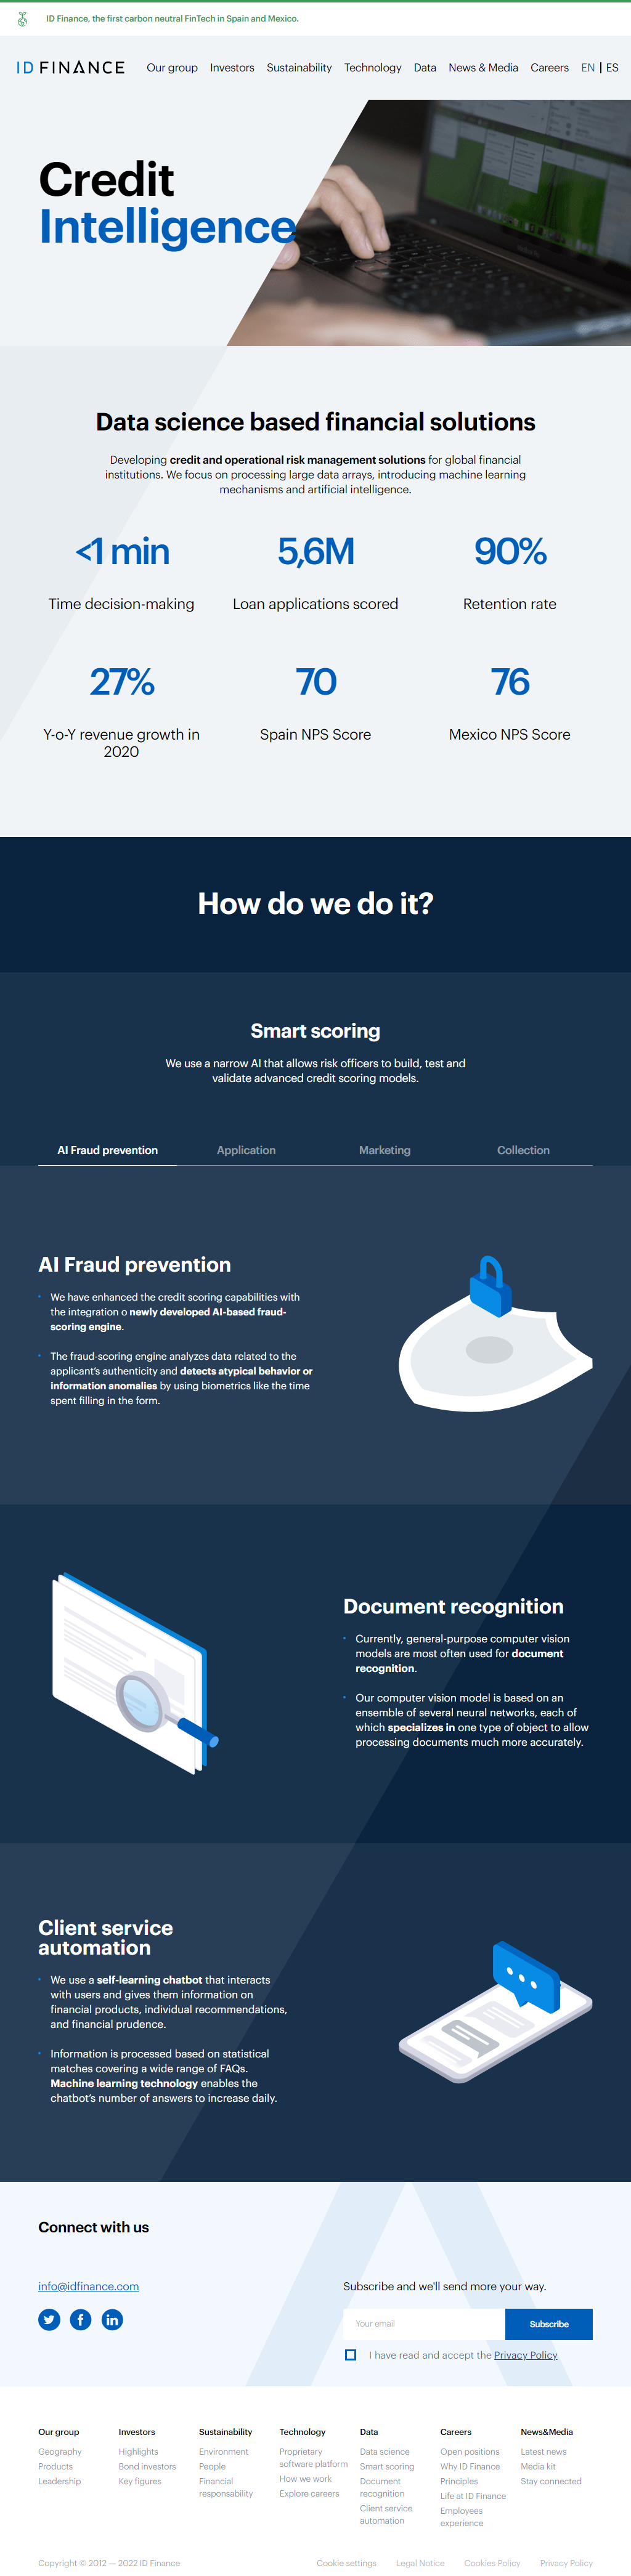 ID Finance, the first carbon neutral FinTech in Spain and Mexico.
ID FINANCE
Our group Investors Sustainability Technology Data News & Media Careers EN | ES
Credit
Intelligence
Data science based financial solutions
Developing credit and operational risk management solutions for global financial
institutions. We focus on processing large data arrays, introducing machine learning
mechanisms and artificial intelligence.
<1 min 5,6M 90%
Time decision-making Loan applications scored Retention rate
27% 70 76
Y-o-Y revenue growth in Spain NPS Score Mexico NPS Score
2020
How do we do it?
Smart scoring
We use a narrow AI that allows risk officers to build, test and
validate advanced credit scoring models.
AI Fraud prevention Application Marketing Collection
AI Fraud prevention
We have enhanced the credit scoring capabilities with
the integration o newly developed AI-based fraud-
scoring engine.
The fraud-scoring engine analyzes data related to the
applicant's authenticity and detects atypical behavior or
information anomalies by using biometrics like the time
spent filling in the form.
Document recognition
Currently, general-purpose computer vision
models are most often used for document
recognition.
Our computer vision model is based on an
ensemble of several neural networks, each of
which specializes in one type of object to allow
processing documents much more accurately.
Client service
automation
We use a self-learning chatbot that interacts
with users and gives them information on
financial products, individual recommendations,
and financial prudence.
Information is processed based on statistical
matches covering a wide range of FAQs.
Machine learning technology enables the
chatbot's number of answers to increase daily.
Connect with us
info@idfinance.com
Subscribe and we'll send more your way.
Your email Subscribe
I have read and accept the Privacy Policy
Our group
Geography
Products
Leadership
Investors
Highlights
Bond investors
Key figures
Sustainability
Environment
People
Financial
responsability
Technology
Proprietary
software platform
How we work
Explore careers
Data
Data science
Smart scoring
Document
recognition
Client service
automation
Careers
Open positions
Why ID Finance
Principles
Life at ID Finance
Employees
experience
News&Media
Latest news
Media kit
Stay connected
Copyright © 2012 — 2022 ID Finance Cookie settings Legal Notice Cookies Policy Privacy Policy